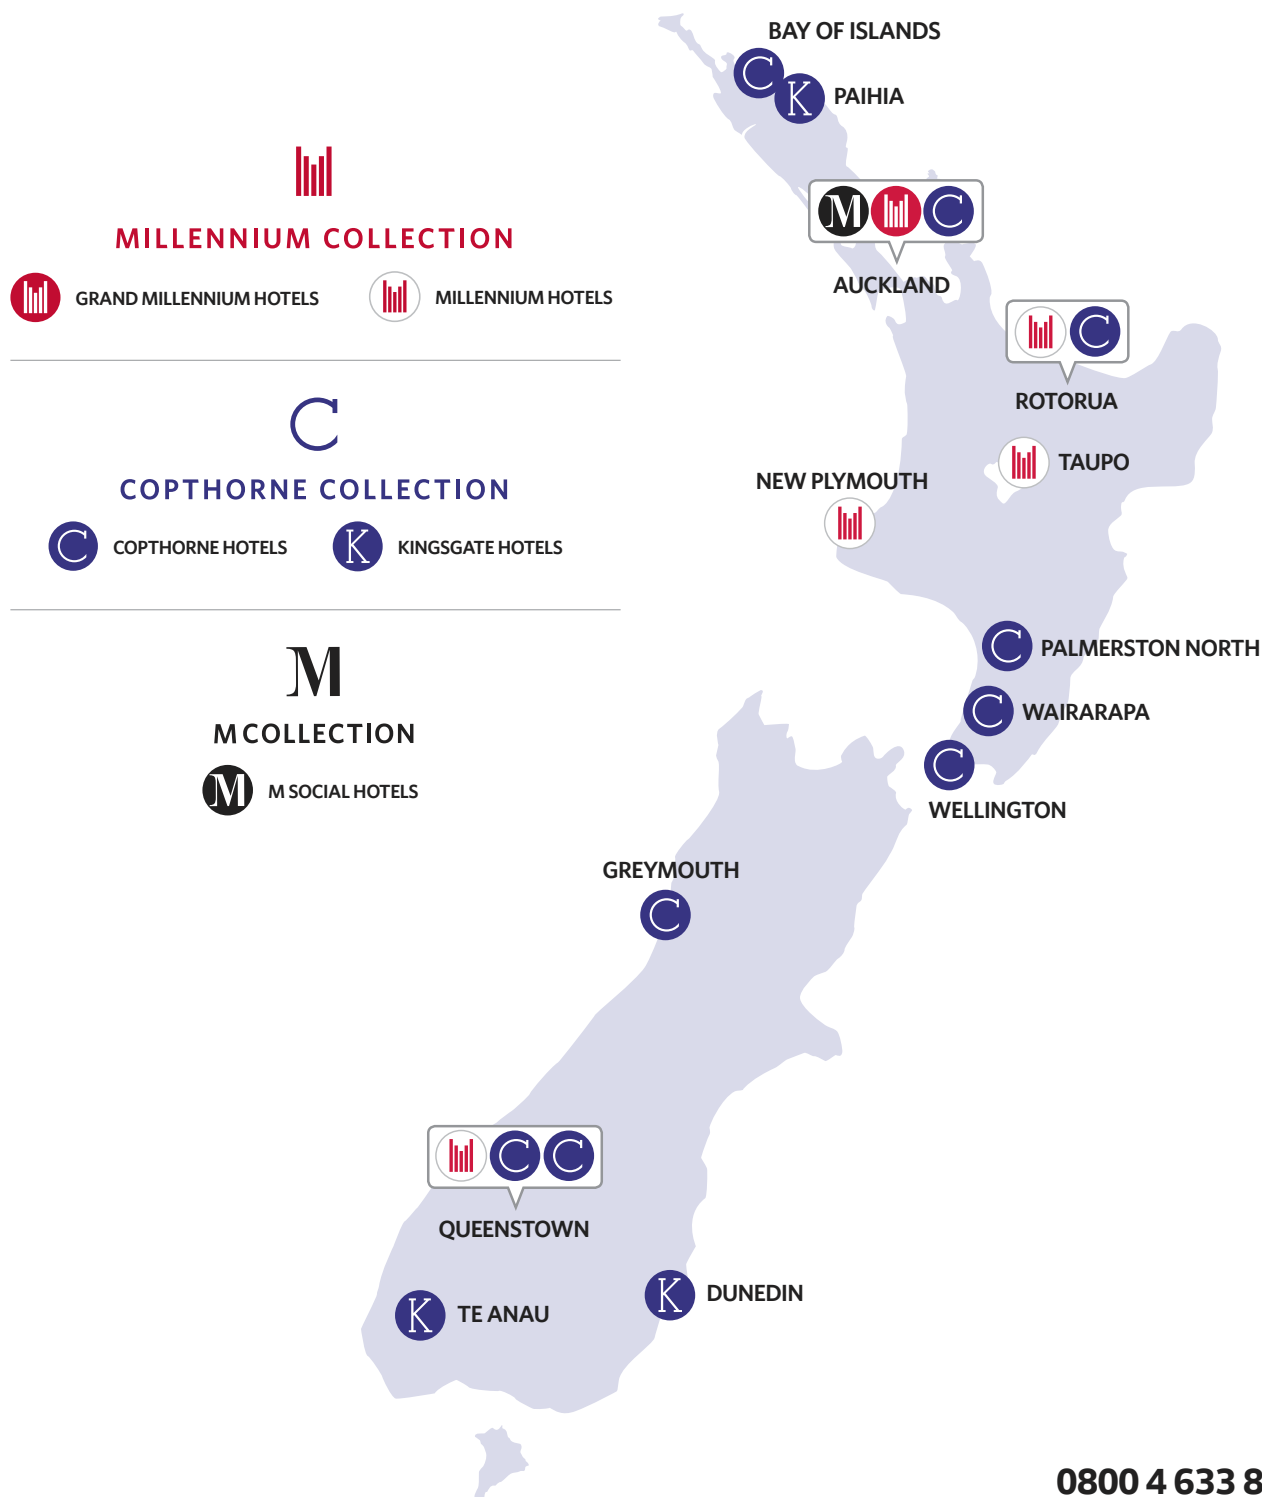 BAY OF ISLANDS
C
K PAIHIA
MILLENNIUM COLLECTION
GRAND MILLENNIUM HOTELS
MILLENNIUM HOTELS
M C
AUCKLAND
C
ROTORUA
C
COPTHORNE COLLECTION
C COPTHORNE HOTELS
K KINGSGATE HOTELS
TAUPO
NEW PLYMOUTH
M
M COLLECTION
M M SOCIAL HOTELS
C PALMERSTON NORTH
C WAIRARAPA
C
WELLINGTON
GREYMOUTH
C
C C
QUEENSTOWN
K TE ANAU
K DUNEDIN
0800 4 633 8